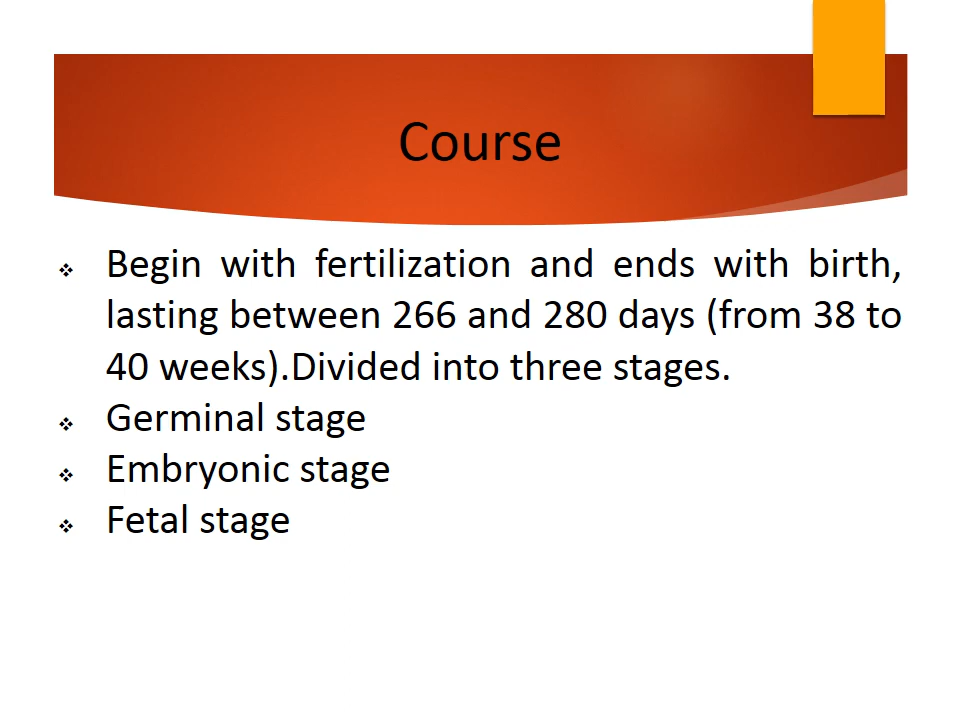 Course
❖ Begin with fertilization and ends with birth,
lasting between 266 and 280 days (from 38 to
40 weeks).Divided into three stages.
❖ Germinal stage
❖ Embryonic stage
❖ Fetal stage